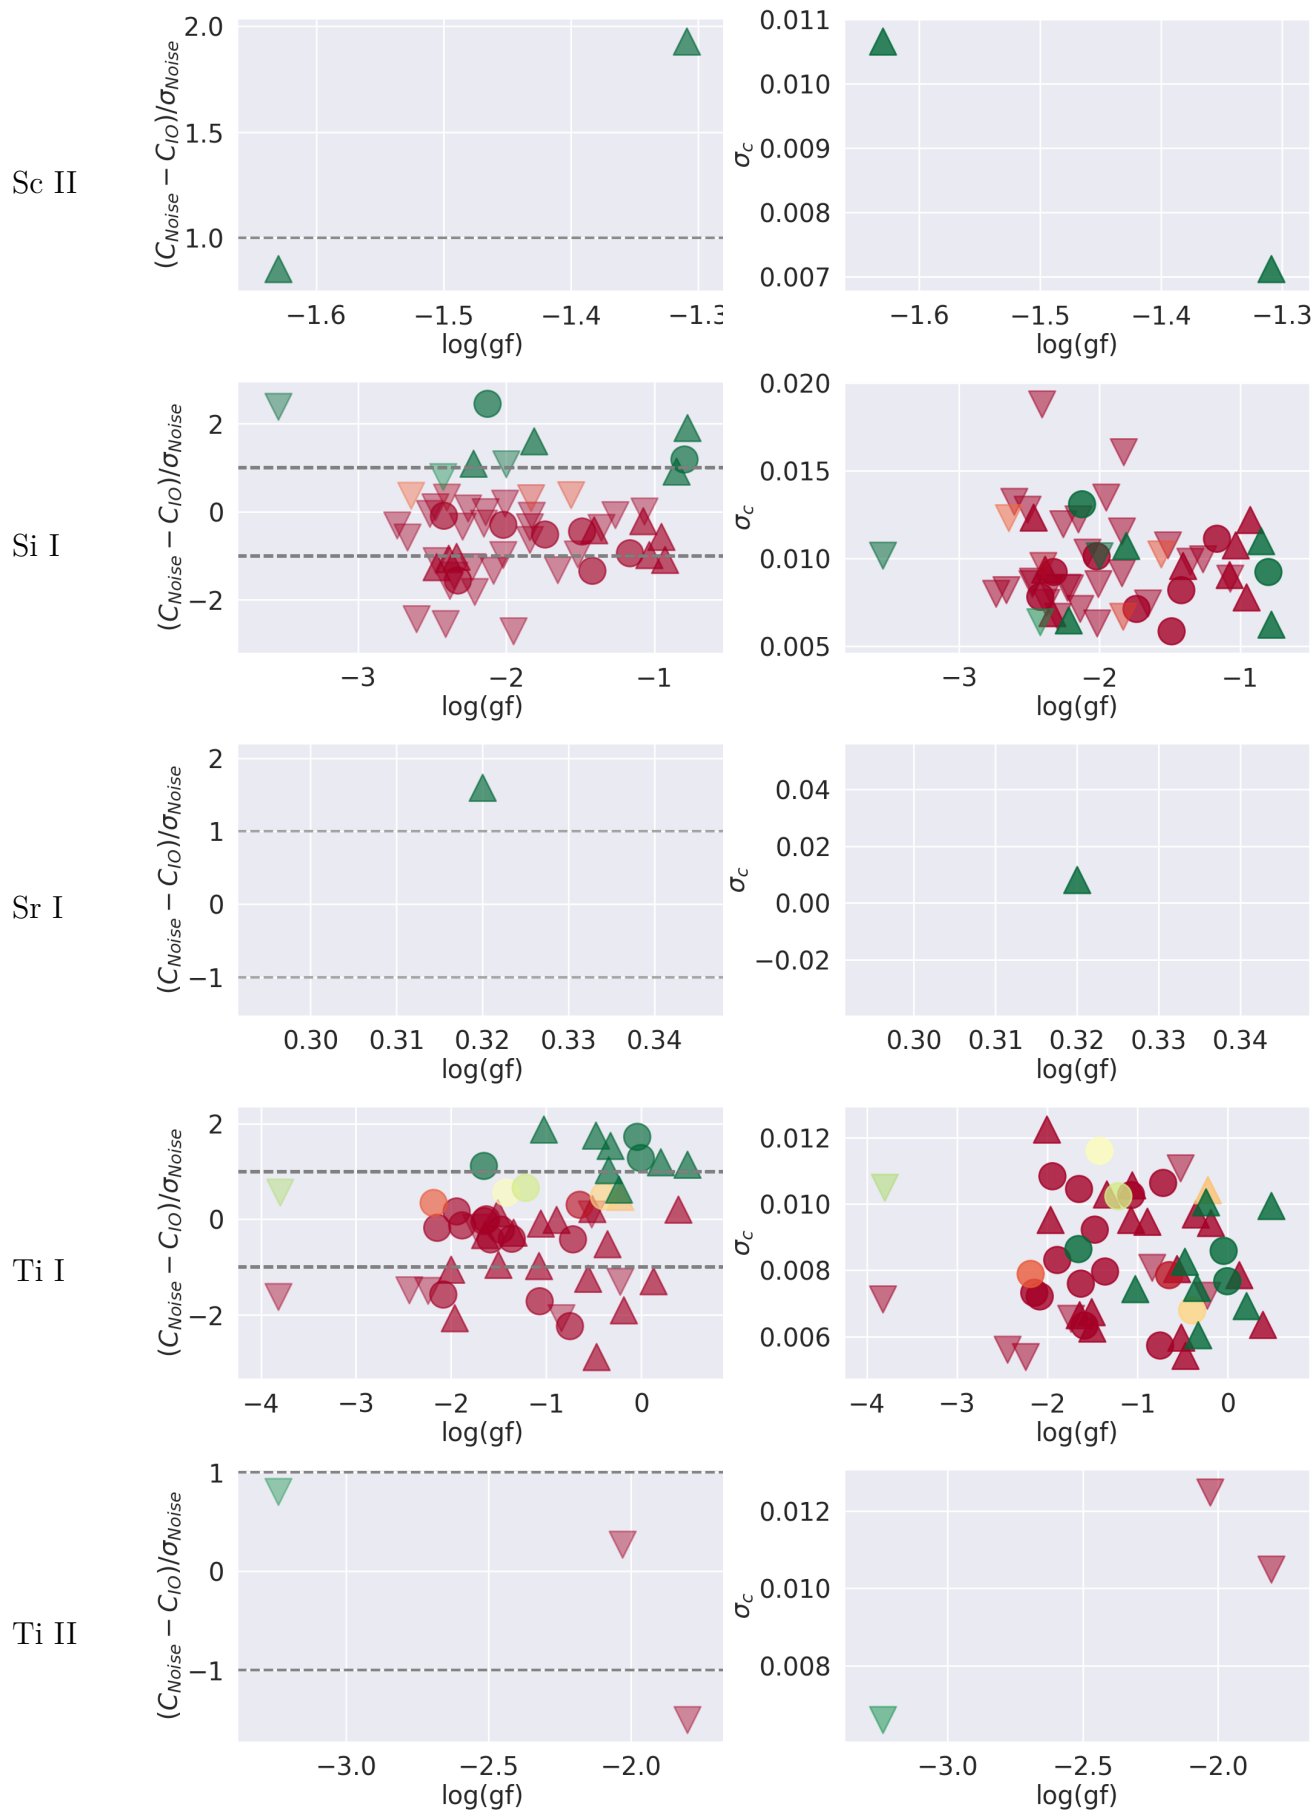 Sc II
(C_Noise − C_IO)/σ_Noise
2.0
1.5
1.0
−1.6 −1.5 −1.4 −1.3
log(gf)
σ_c
0.011
0.010
0.009
0.008
0.007
−1.6 −1.5 −1.4 −1.3
log(gf)
Si I
(C_Noise − C_IO)/σ_Noise
2
0
−2
−3 −2 −1
log(gf)
σ_c
0.020
0.015
0.010
0.005
−3 −2 −1
log(gf)
Sr I
(C_Noise − C_IO)/σ_Noise
2
1
0
−1
0.30 0.31 0.32 0.33 0.34
log(gf)
σ_c
0.04
0.02
0.00
−0.02
0.30 0.31 0.32 0.33 0.34
log(gf)
Ti I
(C_Noise − C_IO)/σ_Noise
2
0
−2
−4 −3 −2 −1 0
log(gf)
σ_c
0.012
0.010
0.008
0.006
−4 −3 −2 −1 0
log(gf)
Ti II
(C_Noise − C_IO)/σ_Noise
1
0
−1
−3.0 −2.5 −2.0
log(gf)
σ_c
0.012
0.010
0.008
−3.0 −2.5 −2.0
log(gf)